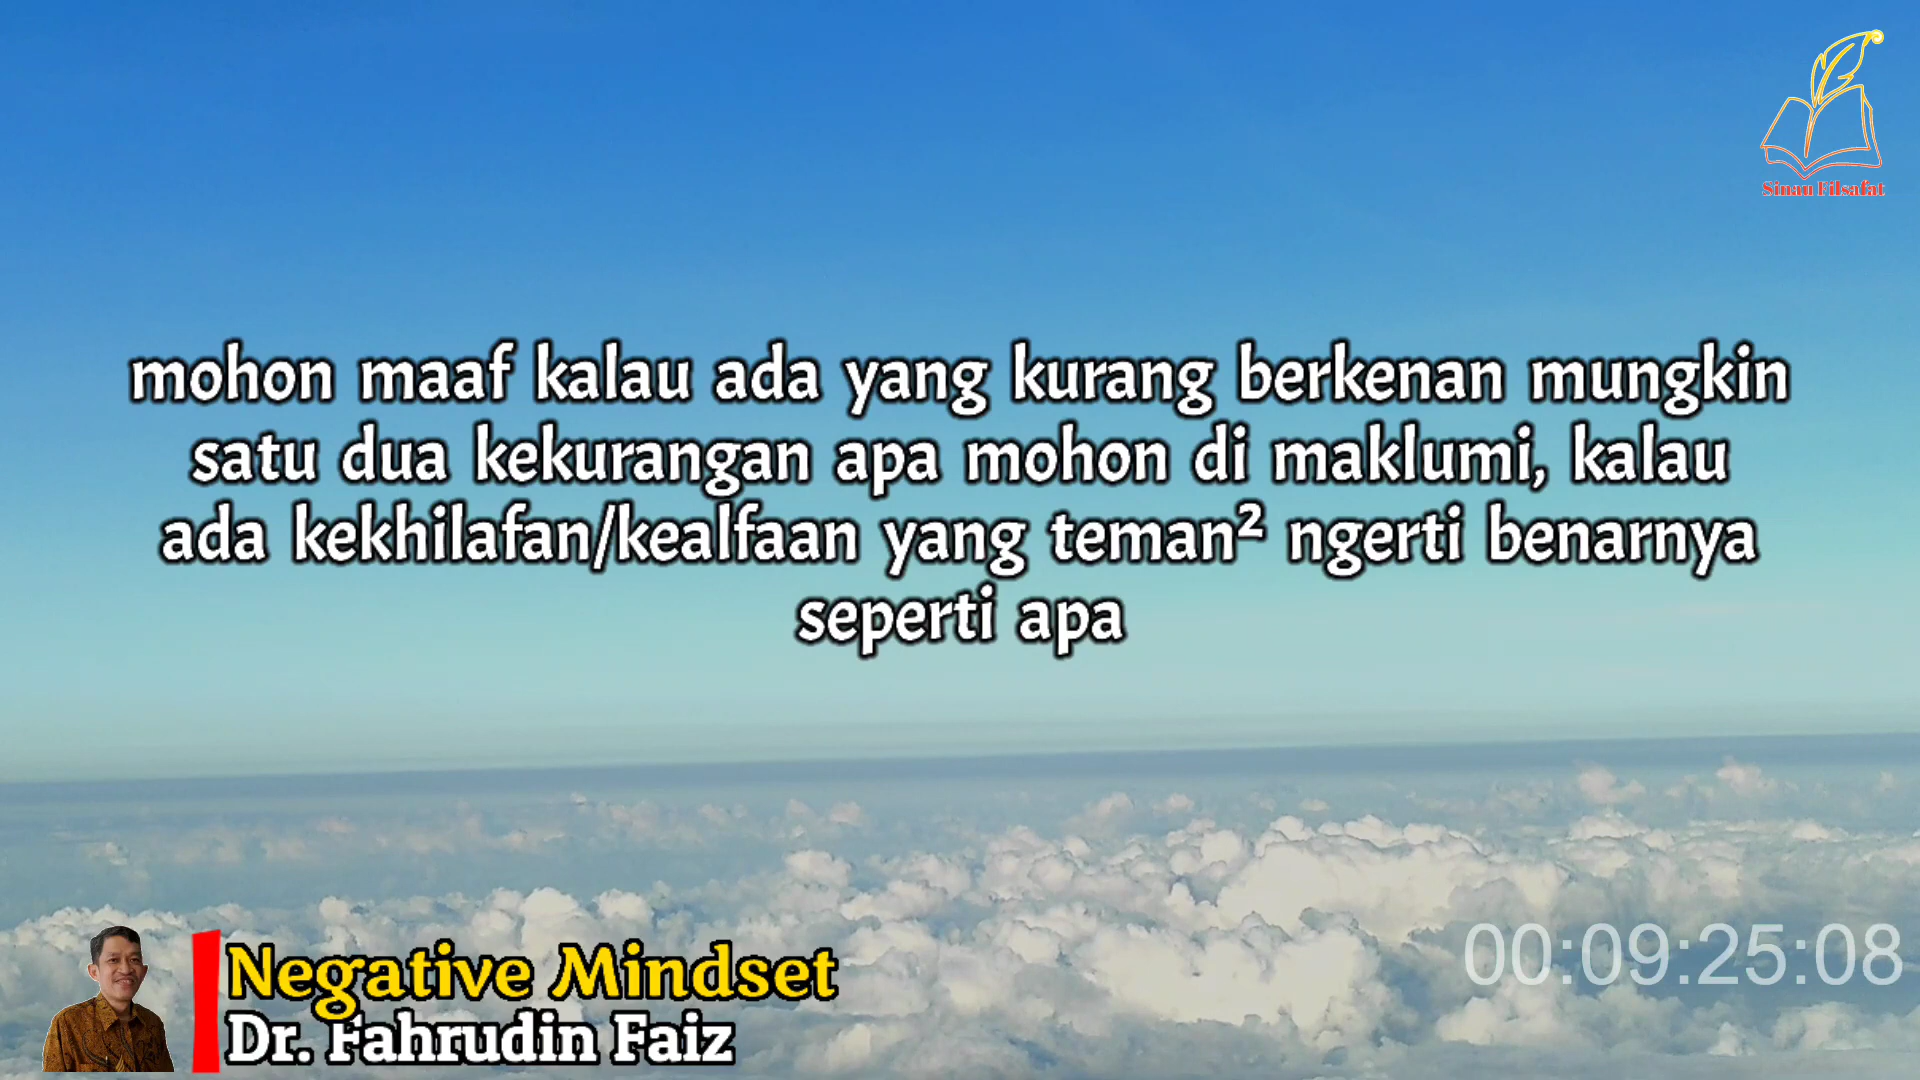 Sinau Filsafat
mohon maaf kalau ada yang kurang berkenan mungkin
satu dua kekurangan apa mohon di maklumi, kalau
ada kekhilafan/kealfaan yang teman² ngerti benarnya
seperti apa
00:09:25:08
Negative Mindset
Dr. Fahrudin Faiz